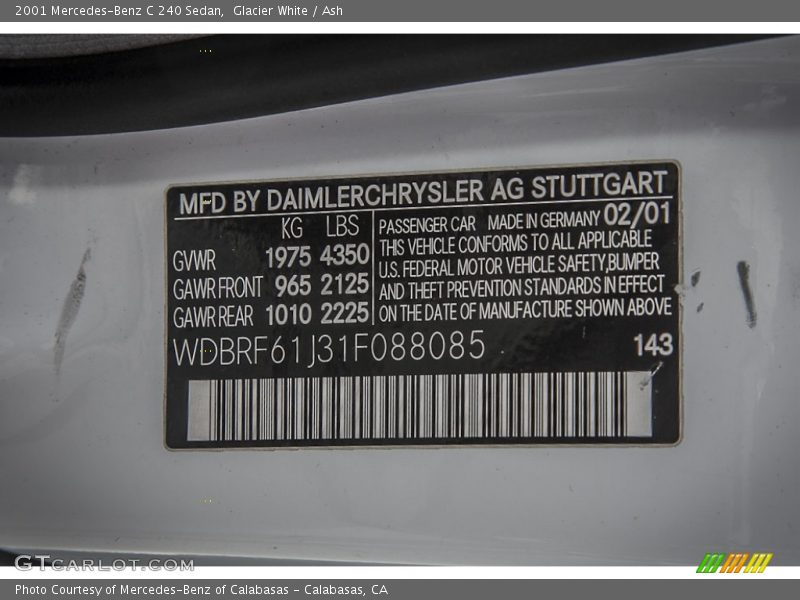 2001 Mercedes-Benz C 240 Sedan,  Glacier White / Ash
MFD BY DAIMLERCHRYSLER AG STUTTGART
KG LBS
GVWR 1975 4350
GAWR FRONT 965 2125
GAWR REAR 1010 2225
PASSENGER CAR MADE IN GERMANY 02/01
THIS VEHICLE CONFORMS TO ALL APPLICABLE
U.S. FEDERAL MOTOR VEHICLE SAFETY,BUMPER
AND THEFT PREVENTION STANDARDS IN EFFECT
ON THE DATE OF MANUFACTURE SHOWN ABOVE
WDBRF61J31F088085 143
GTCARLOT.COM
Photo Courtesy of Mercedes-Benz of Calabasas - Calabasas, CA